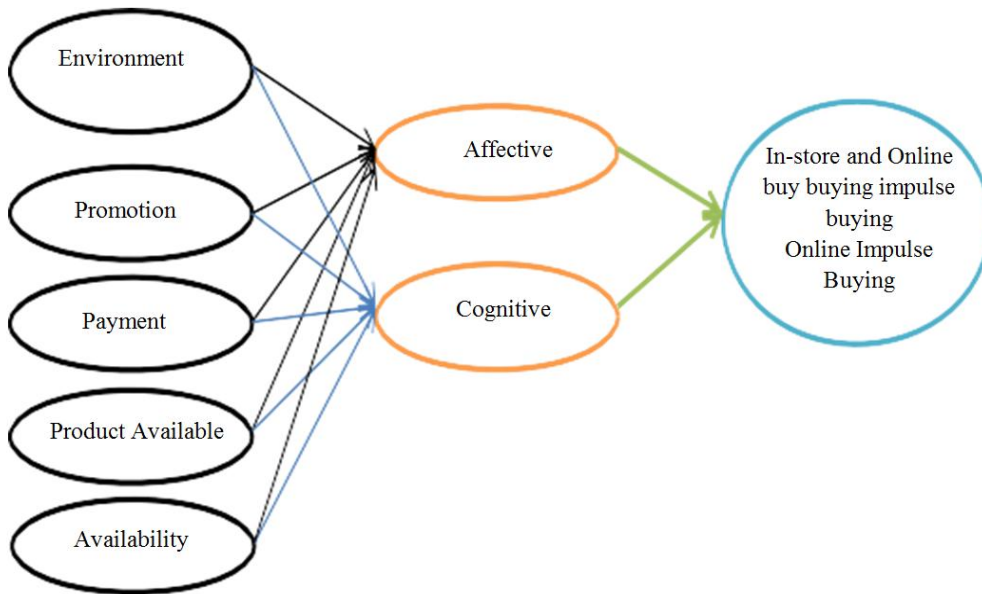 Environment
Promotion
Payment
Product Available
Availability
Affective
Cognitive
In-store and Online
buy buying impulse
buying
Online Impulse
Buying